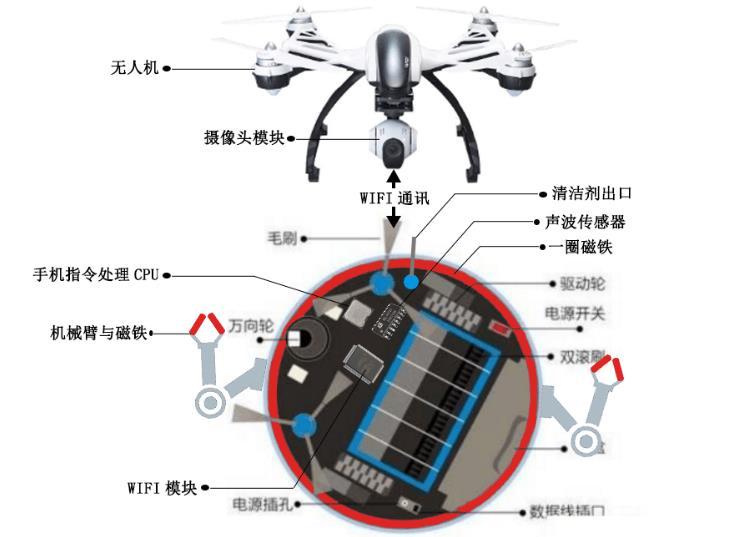 无人机
摄像头模块
WIFI 通讯
清洁剂出口
声波传感器
毛刷
一圈磁铁
手机指令处理 CPU
驱动轮
电源开关
机械臂与磁铁
万向轮
双滚刷
WIFI 模块
电源插孔
数据线插口